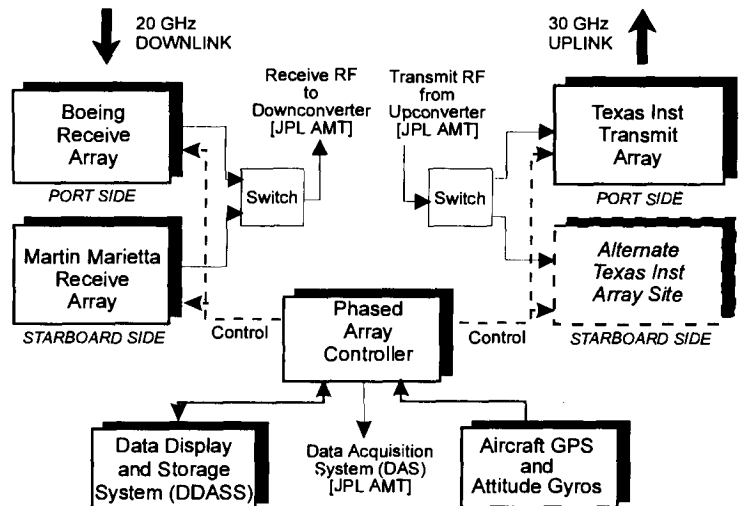 20 GHz
DOWNLINK
30 GHz
UPLINK
Boeing
Receive
Array
PORT SIDE
Receive RF
to
Downconverter
[JPL AMT]
Transmit RF
from
Upconverter
[JPL AMT]
Texas Inst
Transmit
Array
PORT SIDE
Switch
Switch
Martin Marietta
Receive
Array
STARBOARD SIDE
Alternate
Texas Inst
Array Site
STARBOARD SIDE
Control
Phased
Array
Controller
Control
Data Display
and Storage
System (DDASS)
Data Acquisition
System (DAS)
[JPL AMT]
Aircraft GPS
and
Attitude Gyros